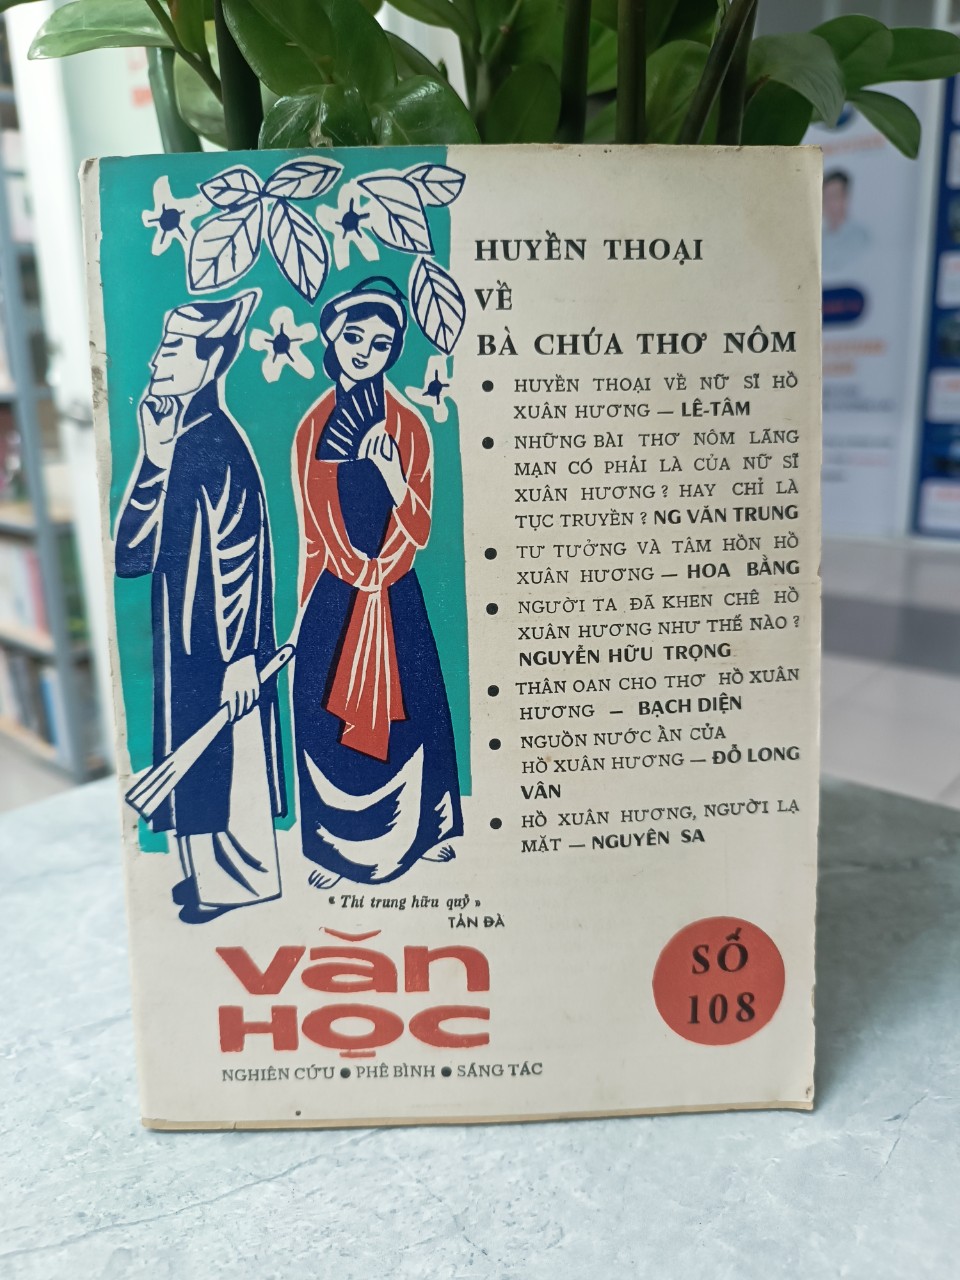 HUYỀN THOẠI
VỀ
BÀ CHÚA THƠ NÔM
● HUYỀN THOẠI VỀ NỮ SĨ HỒ
XUÂN HƯƠNG — LÊ-TÂM
● NHỮNG BÀI THƠ NÔM LÃNG
MẠN CÓ PHẢI LÀ CỦA NỮ SĨ
XUÂN HƯƠNG ? HAY CHỈ LÀ
TỤC TRUYỀN ? NG VĂN TRUNG
● TƯ TƯỞNG VÀ TÂM HỒN HỒ
XUÂN HƯƠNG — HOA BẰNG
● NGƯỜI TA ĐÃ KHEN CHÊ HỒ
XUÂN HƯƠNG NHƯ THẾ NÀO ?
NGUYỄN HỮU TRỌNG
● THÂN OAN CHO THƠ HỒ XUÂN
HƯƠNG — BẠCH DIỆN
● NGUỒN NƯỚC ẨN CỦA
HỒ XUÂN HƯƠNG — ĐỖ LONG
VÂN
● HỒ XUÂN HƯƠNG, NGƯỜI LẠ
MẶT — NGUYÊN SA
« Thi trung hữu quỷ »
TẢN ĐÀ
Văn
HỌC
NGHIÊN CỨU ● PHÊ BÌNH ● SÁNG TÁC
SỐ
108